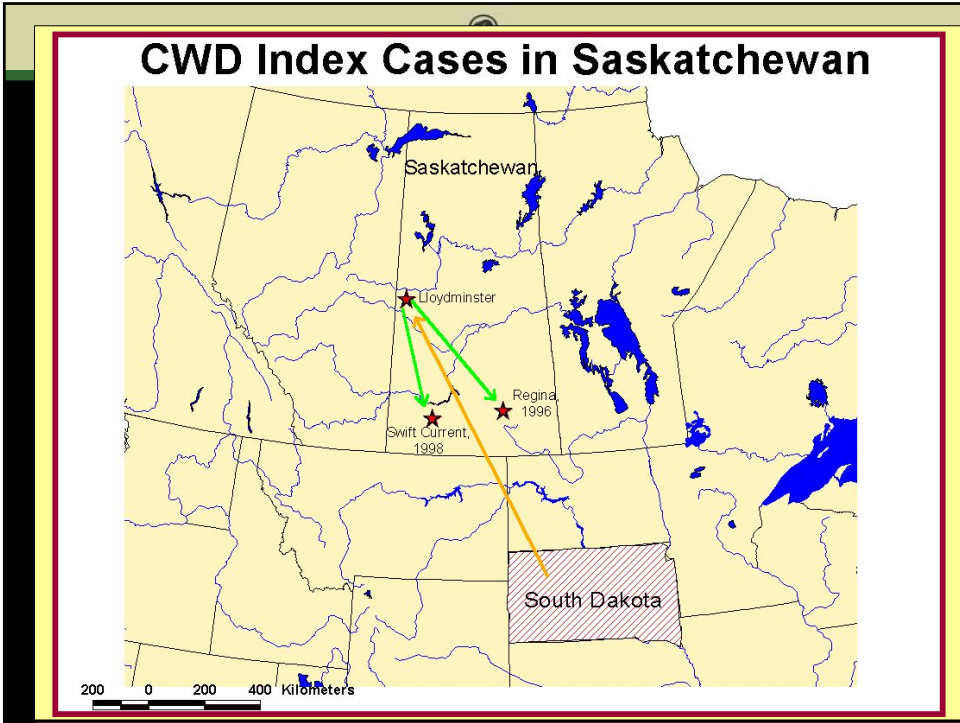 CWD Index Cases in Saskatchewan
Saskatchewan
Lloydminster
Regina,
1996
Swift Current,
1998
South Dakota
200 0 200 400 Kilometers